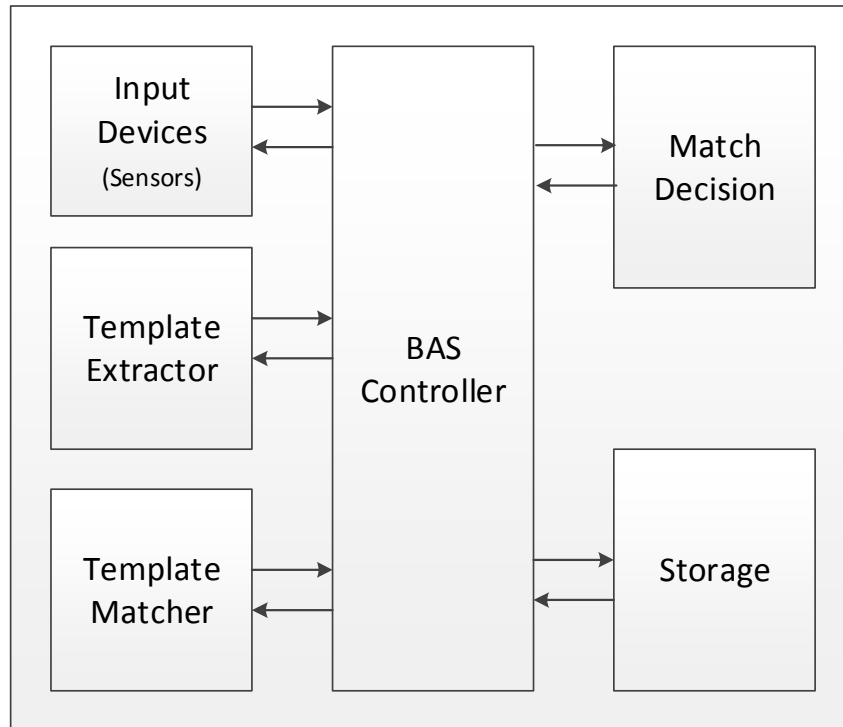 Input
Devices
(Sensors)
Template
Extractor
Template
Matcher
BAS
Controller
Match
Decision
Storage